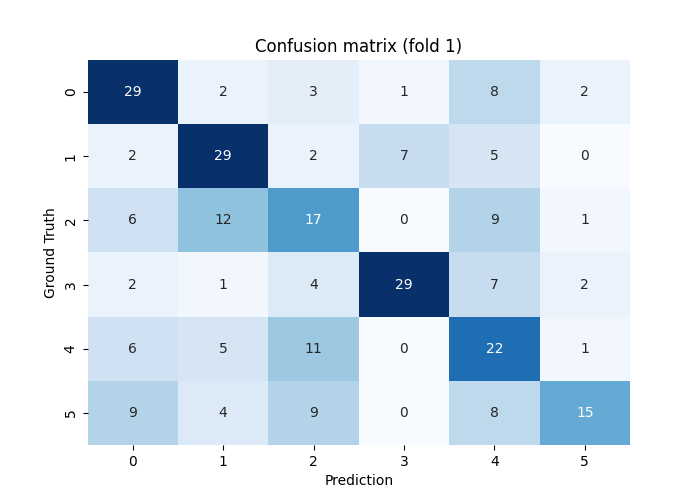 Confusion matrix (fold 1)
0 29 2 3 1 8 2
1 2 29 2 7 5 0
2 6 12 17 0 9 1
3 2 1 4 29 7 2
4 6 5 11 0 22 1
5 9 4 9 0 8 15
0 1 2 3 4 5
Ground Truth
Prediction